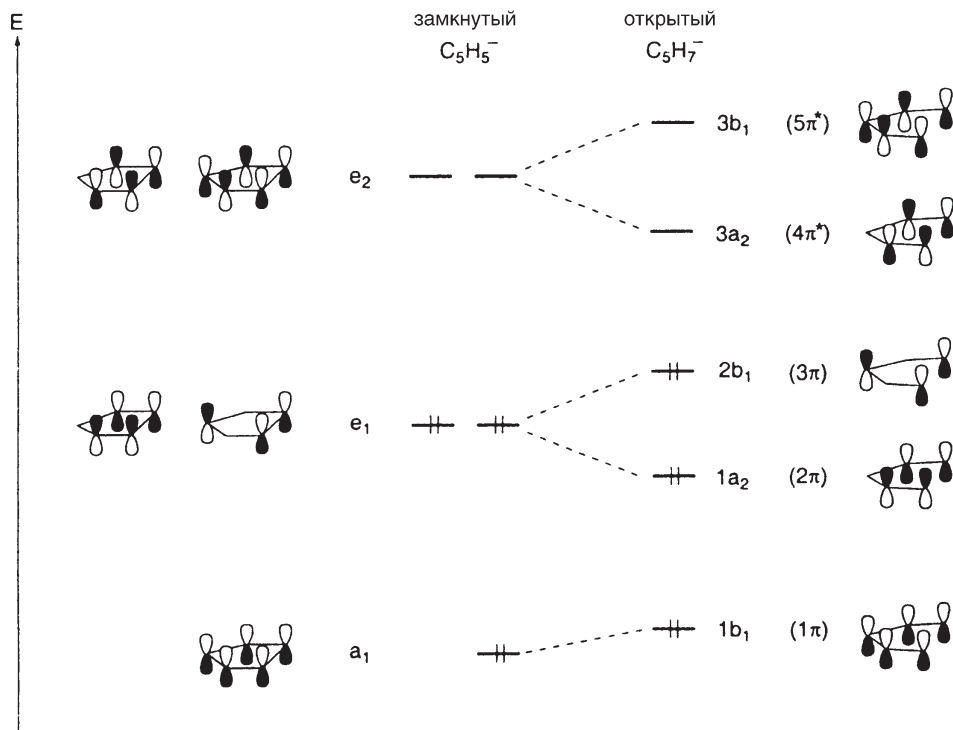 E
замкнутый открытый
C₅H₅⁻ C₅H₇⁻
3b₁ (5π*)
e₂
3a₂ (4π*)
2b₁ (3π)
e₁
1a₂ (2π)
1b₁ (1π)
a₁